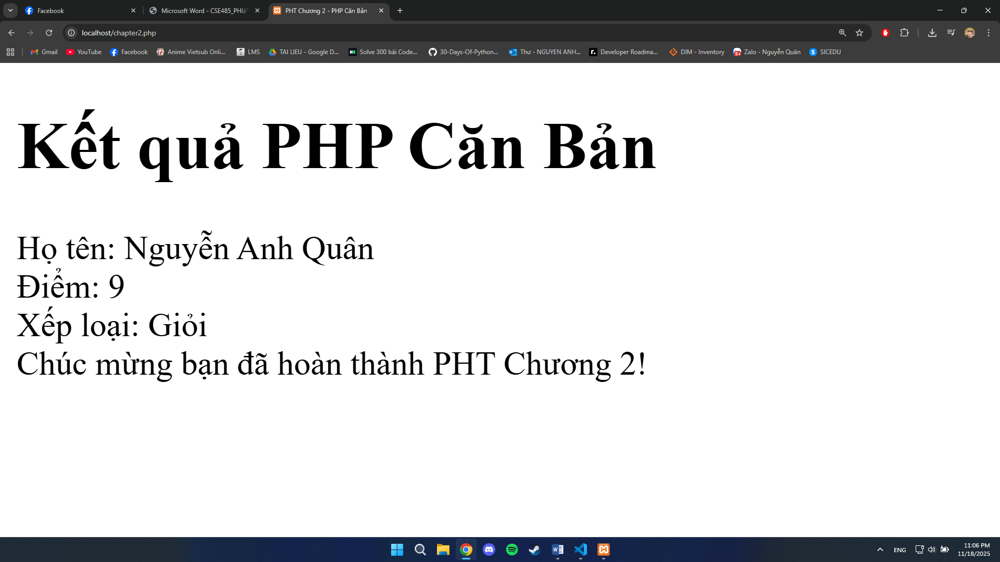 Facebook
Microsoft Word - CSE485_PHIá
PHT Chương 2 - PHP Căn Bản
localhost/chapter2.php
Gmail
YouTube
Facebook
Anime Vietsub Onli...
LMS
TAI LIEU - Google D...
Solve 300 bài Code...
30-Days-Of-Python...
Thư - NGUYEN ANH...
Developer Roadma...
DIM - Inventory
Zalo - Nguyễn Quân
SICEDU
Kết quả PHP Căn Bản
Họ tên: Nguyễn Anh Quân
Điểm: 9
Xếp loại: Giỏi
Chúc mừng bạn đã hoàn thành PHT Chương 2!
ENG
11:06 PM
11/18/2025